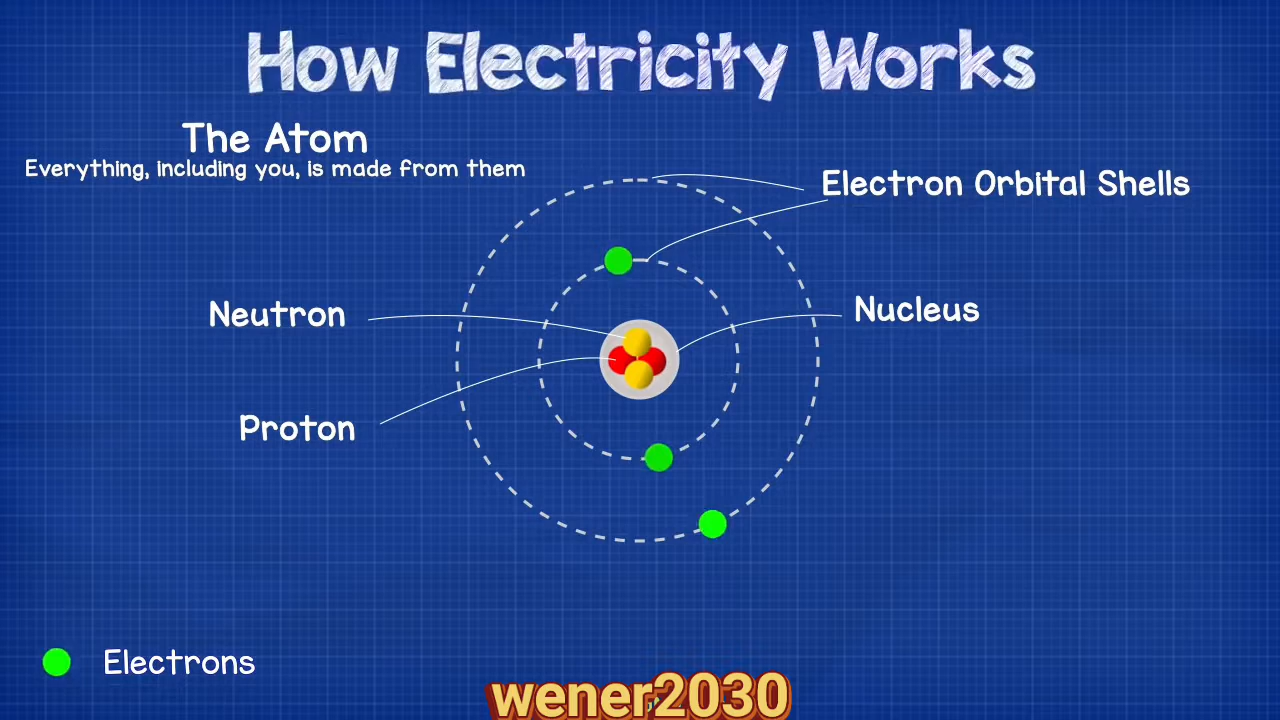 How Electricity Works
The Atom
Everything, including you, is made from them
Electron Orbital Shells
Neutron
Nucleus
Proton
Electrons
wener2030